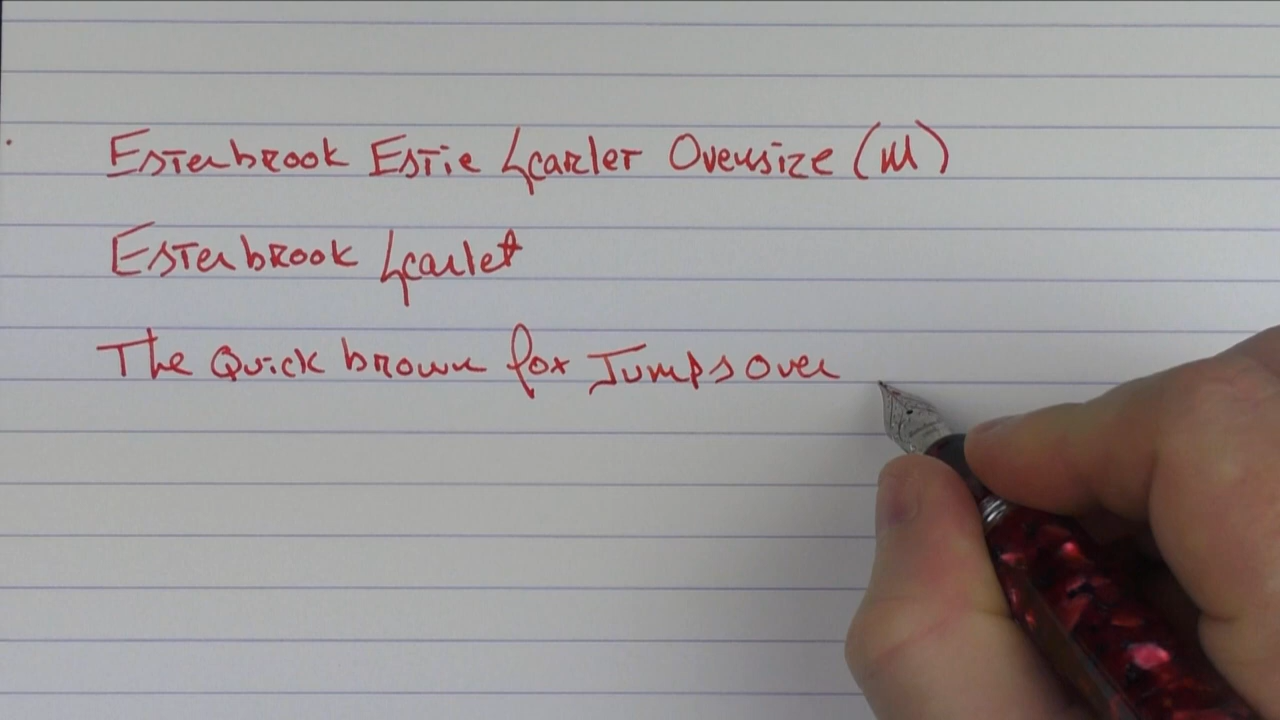 Esterbrook Estie Scarlet Oversize (M)
Esterbrook Scarlet
The Quick brown fox Jumps over